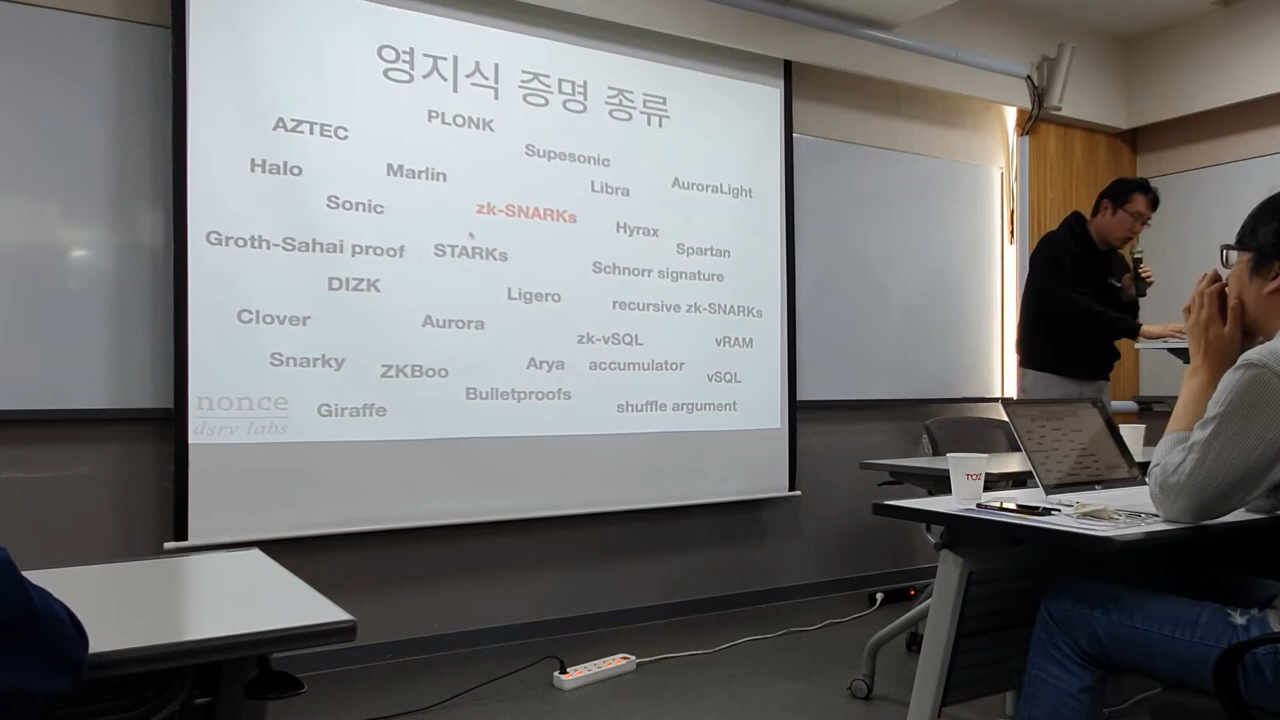 영지식 증명 종류
AZTEC
PLONK
Supesonic
Halo
Marlin
Libra
AuroraLight
Sonic
zk-SNARKs
Hyrax
Groth-Sahai proof
STARKs
Spartan
Schnorr signature
DIZK
Ligero
recursive zk-SNARKs
Clover
Aurora
zk-vSQL
vRAM
Snarky
ZKBoo
Arya
accumulator
vSQL
Bulletproofs
Giraffe
shuffle argument
nonce
dsrv labs
TOZ